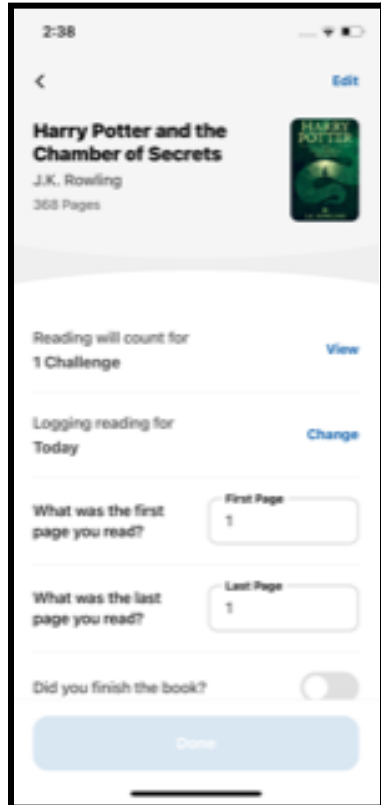 2:38
Edit
Harry Potter and the
Chamber of Secrets
J.K. Rowling
368 Pages
HARRY
POTTER
Reading will count for
1 Challenge
View
Logging reading for
Today
Change
What was the first
page you read?
First Page
1
What was the last
page you read?
Last Page
1
Did you finish the book?
Done